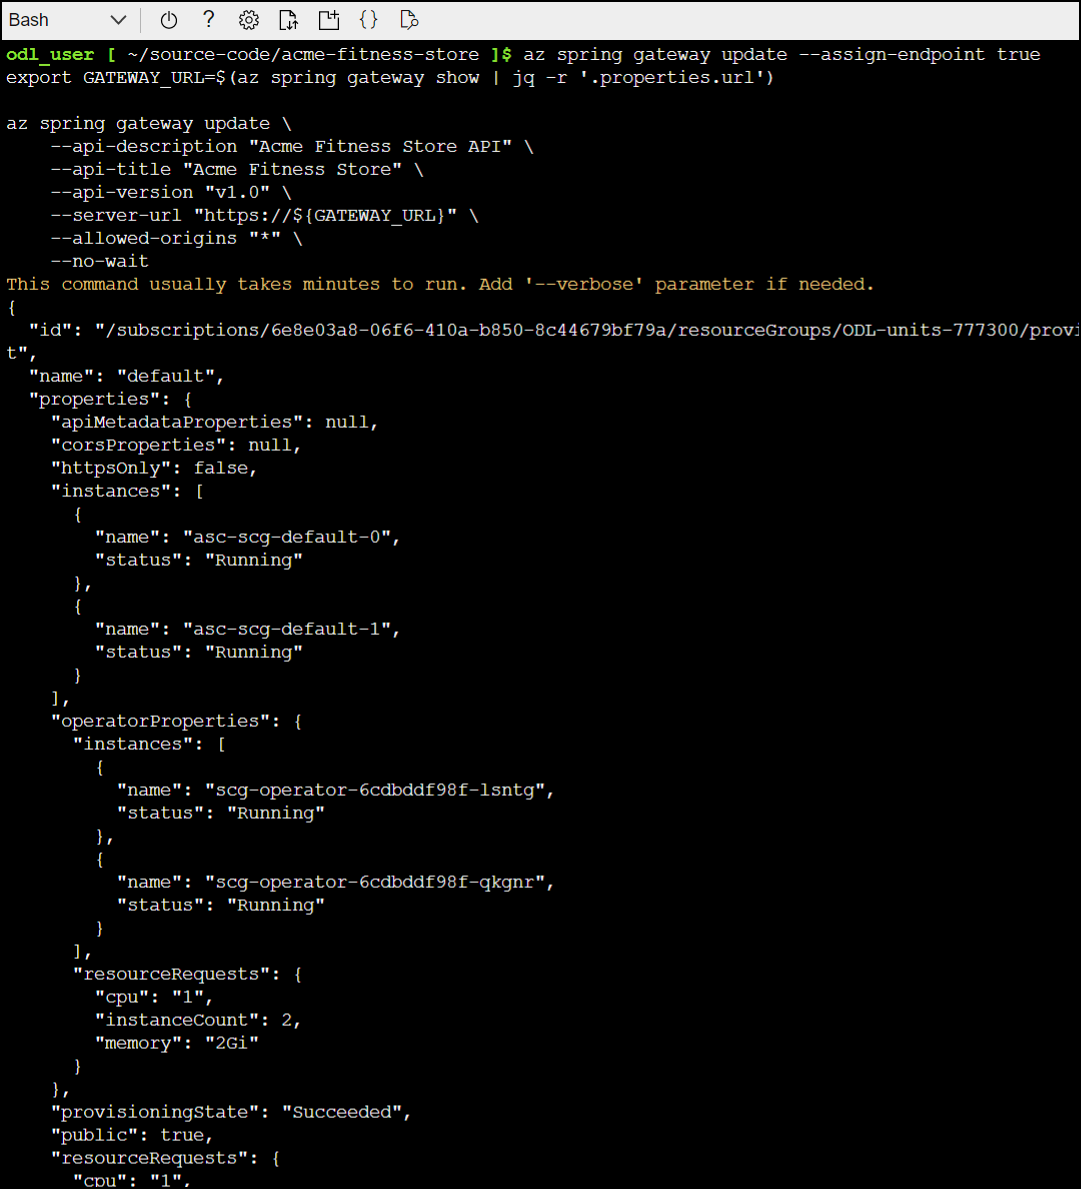 Bash
odl_user [ ~/source-code/acme-fitness-store ]$ az spring gateway update --assign-endpoint true
export GATEWAY_URL=$(az spring gateway show | jq -r '.properties.url')
az spring gateway update \
--api-description "Acme Fitness Store API" \
--api-title "Acme Fitness Store" \
--api-version "v1.0" \
--server-url "https://${GATEWAY_URL}" \
--allowed-origins "*" \
--no-wait
This command usually takes minutes to run. Add '--verbose' parameter if needed.
{
"id": "/subscriptions/6e8e03a8-06f6-410a-b850-8c44679bf79a/resourceGroups/ODL-units-777300/provi
t",
"name": "default",
"properties": {
"apiMetadataProperties": null,
"corsProperties": null,
"httpsOnly": false,
"instances": [
{
"name": "asc-scg-default-0",
"status": "Running"
},
{
"name": "asc-scg-default-1",
"status": "Running"
}
],
"operatorProperties": {
"instances": [
{
"name": "scg-operator-6cdbddf98f-lsntg",
"status": "Running"
},
{
"name": "scg-operator-6cdbddf98f-qkgnr",
"status": "Running"
}
],
"resourceRequests": {
"cpu": "1",
"instanceCount": 2,
"memory": "2Gi"
}
},
"provisioningState": "Succeeded",
"public": true,
"resourceRequests": {
"cpu": "1",